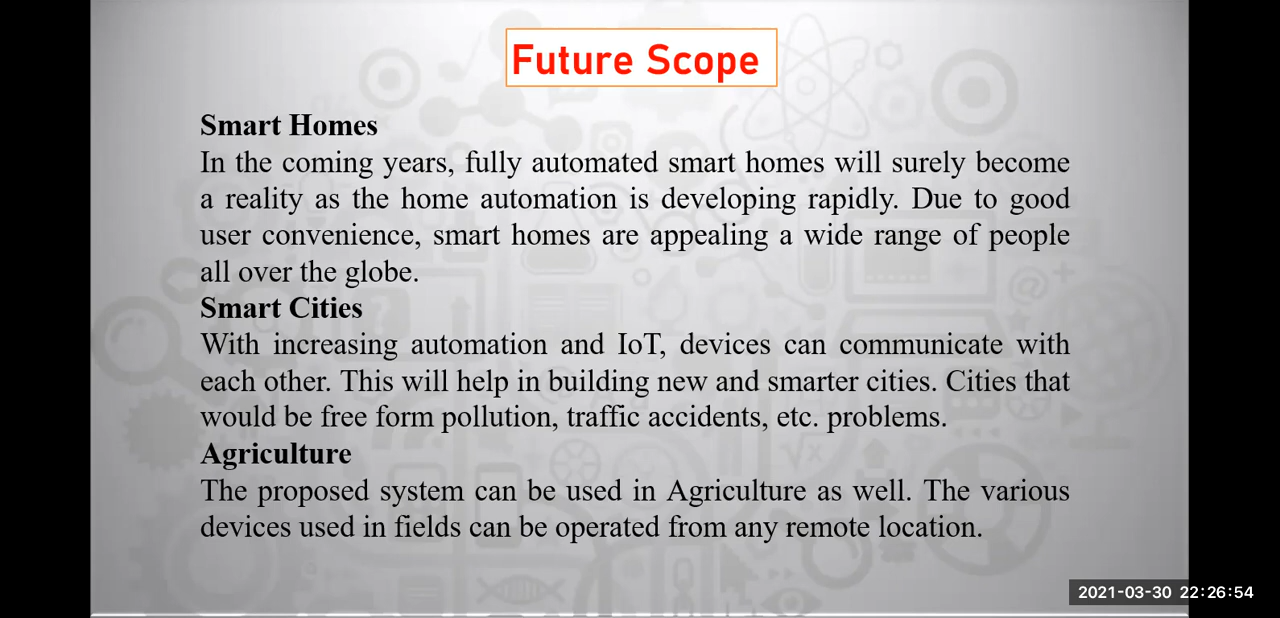 Future Scope
Smart Homes
In the coming years, fully automated smart homes will surely become
a reality as the home automation is developing rapidly. Due to good
user convenience, smart homes are appealing a wide range of people
all over the globe.
Smart Cities
With increasing automation and IoT, devices can communicate with
each other. This will help in building new and smarter cities. Cities that
would be free form pollution, traffic accidents, etc. problems.
Agriculture
The proposed system can be used in Agriculture as well. The various
devices used in fields can be operated from any remote location.
2021-03-30 22:26:54